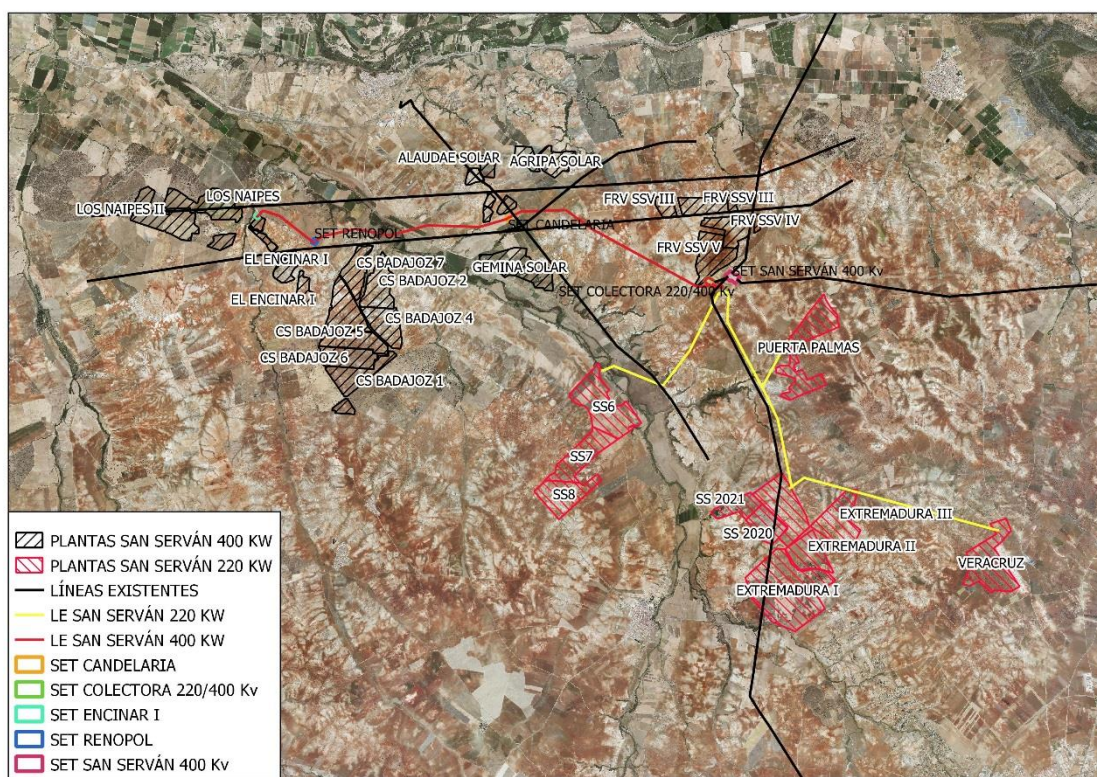 ALAUDAE SOLAR
AGRIPA SOLAR
LOS NAIPES
LOS NAIPES II
FRV SSV III
FRV SSV III
FRV SSV IV
SET RENOPOL
SET CANDELARIA
FRV SSV V
EL ENCINAR I
CS BADAJOZ 7
GEMINA SOLAR
SET SAN SERVÁN 400 Kv
CS BADAJOZ 2
EL ENCINAR I
SET COLECTORA 220/400 Kv
CS BADAJOZ 4
CS BADAJOZ 5
PUERTA PALMAS
CS BADAJOZ 6
CS BADAJOZ 1
SS6
SS7
SS8
SS 2021
EXTREMADURA III
SS 2020
EXTREMADURA II
VERACRUZ
EXTREMADURA I
PLANTAS SAN SERVÁN 400 KW
PLANTAS SAN SERVÁN 220 KW
LÍNEAS EXISTENTES
LE SAN SERVÁN 220 KW
LE SAN SERVÁN 400 KW
SET CANDELARIA
SET COLECTORA 220/400 Kv
SET ENCINAR I
SET RENOPOL
SET SAN SERVÁN 400 Kv